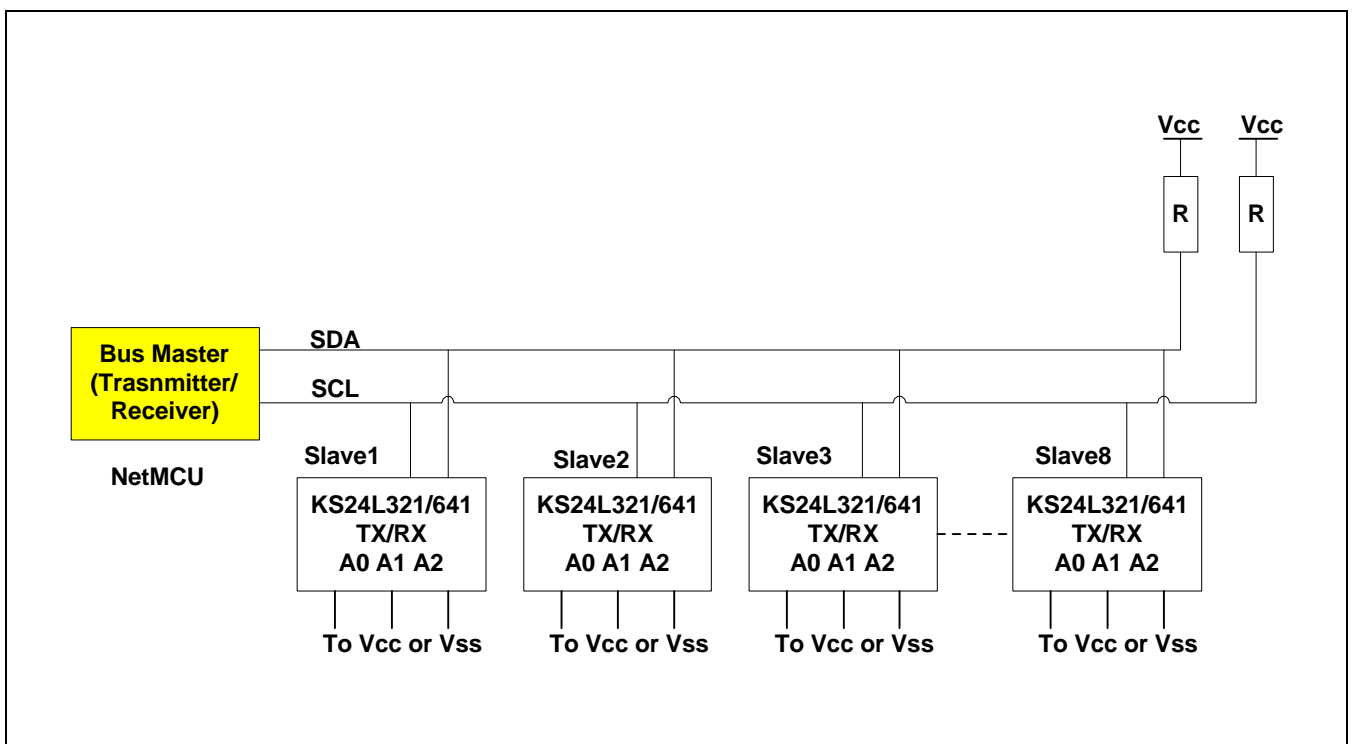 Vcc Vcc
R R
SDA
Bus Master
(Trasnmitter/
Receiver)
SCL
NetMCU
Slave1 Slave2 Slave3 Slave8
KS24L321/641 KS24L321/641 KS24L321/641 KS24L321/641
TX/RX TX/RX TX/RX TX/RX
A0 A1 A2 A0 A1 A2 A0 A1 A2 A0 A1 A2
To Vcc or Vss To Vcc or Vss To Vcc or Vss To Vcc or Vss